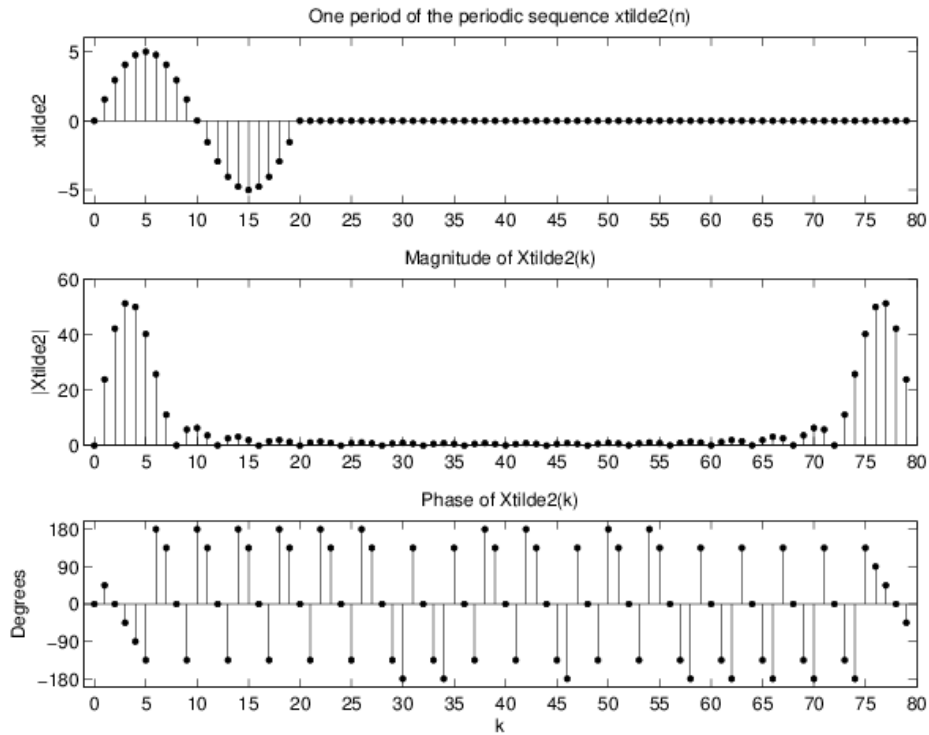 One period of the periodic sequence xtilde2(n)
xtilde2
5
0
−5
0 5 10 15 20 25 30 35 40 45 50 55 60 65 70 75 80
Magnitude of Xtilde2(k)
|Xtilde2|
60
40
20
0
0 5 10 15 20 25 30 35 40 45 50 55 60 65 70 75 80
Phase of Xtilde2(k)
Degrees
180
90
0
−90
−180
0 5 10 15 20 25 30 35 40 45 50 55 60 65 70 75 80
k